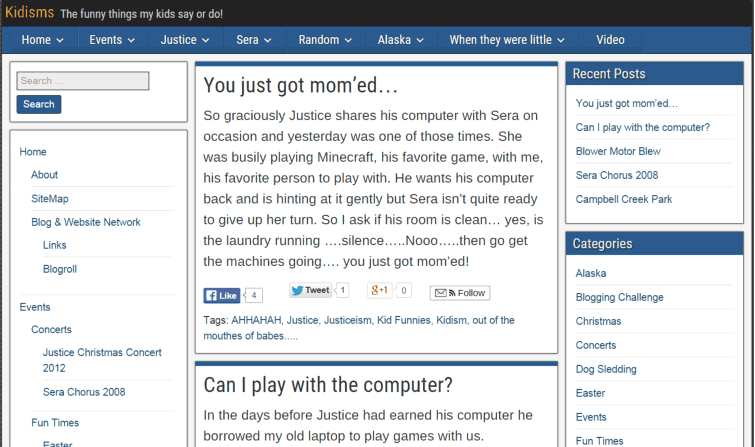 Kidisms The funny things my kids say or do!
Home Events Justice Sera Random Alaska When they were little Video
Search …
Search
Home
About
SiteMap
Blog & Website Network
Links
Blogroll
Events
Concerts
Justice Christmas Concert
2012
Sera Chorus 2008
Fun Times
Easter
You just got mom’ed…
So graciously Justice shares his computer with Sera on
occasion and yesterday was one of those times. She
was busily playing Minecraft, his favorite game, with me,
his favorite person to play with. He wants his computer
back and is hinting at it gently but Sera isn’t quite ready
to give up her turn. So I ask if his room is clean… yes, is
the laundry running ….silence…..Nooo…..then go get
the machines going…. you just got mom’ed!
Like 4 Tweet 1 g+1 0 Follow
Tags: AHHAHAH, Justice, Justiceism, Kid Funnies, Kidism, out of the
mouthes of babes.....
Can I play with the computer?
In the days before Justice had earned his computer he
borrowed my old laptop to play games with us.
Recent Posts
You just got mom’ed…
Can I play with the computer?
Blower Motor Blew
Sera Chorus 2008
Campbell Creek Park
Categories
Alaska
Blogging Challenge
Christmas
Concerts
Dog Sledding
Easter
Events
Fun Times